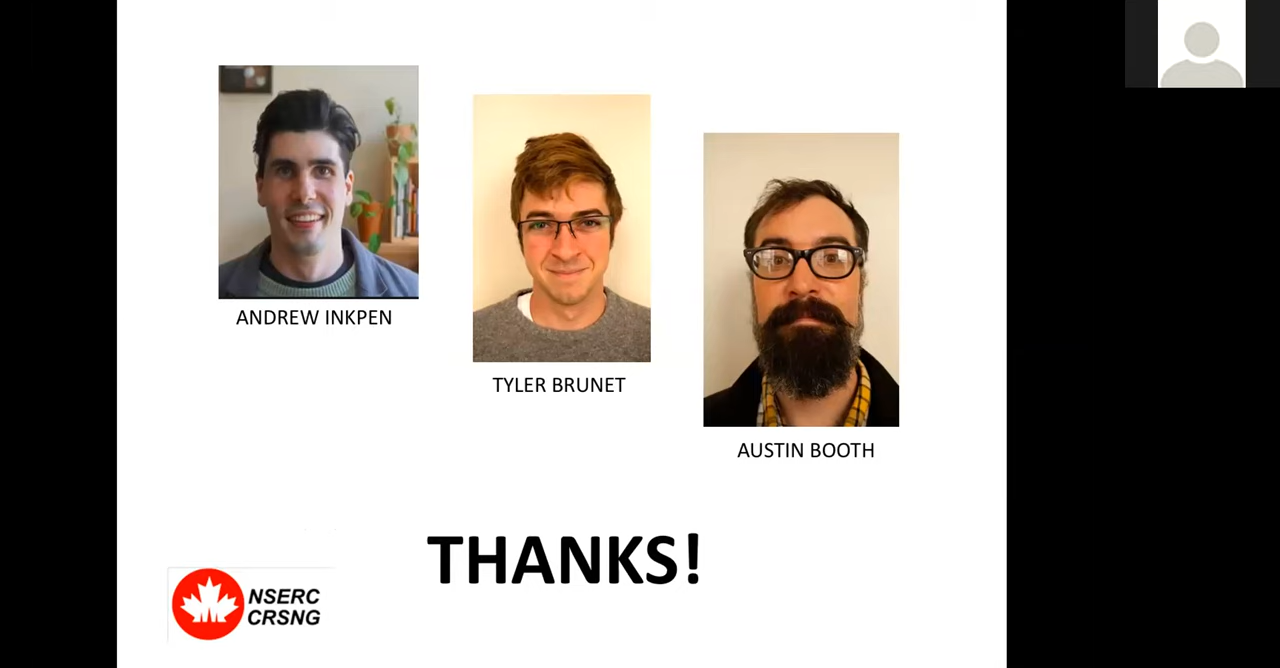 ANDREW INKPEN
TYLER BRUNET
AUSTIN BOOTH
THANKS!
NSERC
CRSNG